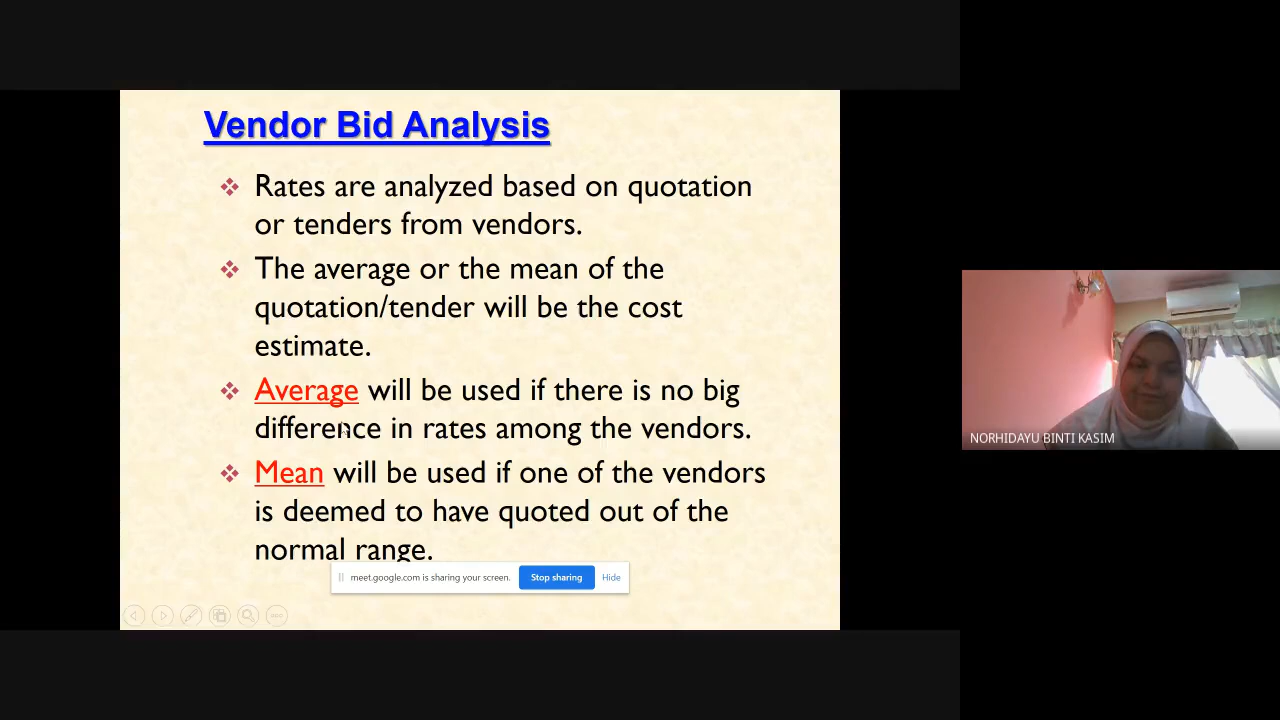 Vendor Bid Analysis
Rates are analyzed based on quotation
or tenders from vendors.
The average or the mean of the
quotation/tender will be the cost
estimate.
Average will be used if there is no big
difference in rates among the vendors.
Mean will be used if one of the vendors
is deemed to have quoted out of the
normal range.
meet.google.com is sharing your screen.
Stop sharing
Hide
NORHIDAYU BINTI KASIM